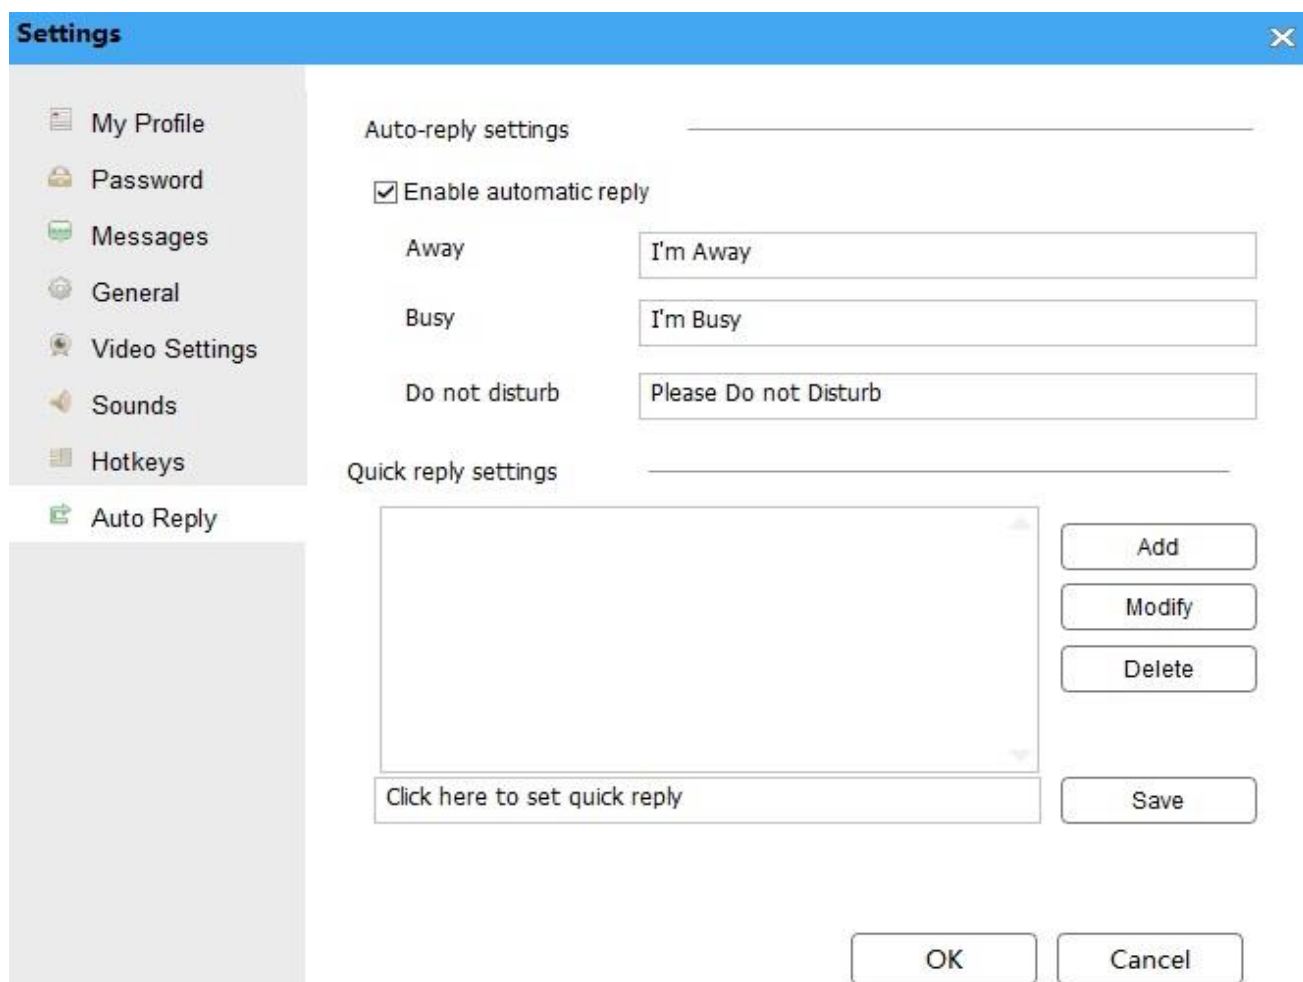 Settings
My Profile
Password
Messages
General
Video Settings
Sounds
Hotkeys
Auto Reply
Auto-reply settings
Enable automatic reply
Away I'm Away
Busy I'm Busy
Do not disturb Please Do not Disturb
Quick reply settings
Add
Modify
Delete
Click here to set quick reply Save
OK Cancel